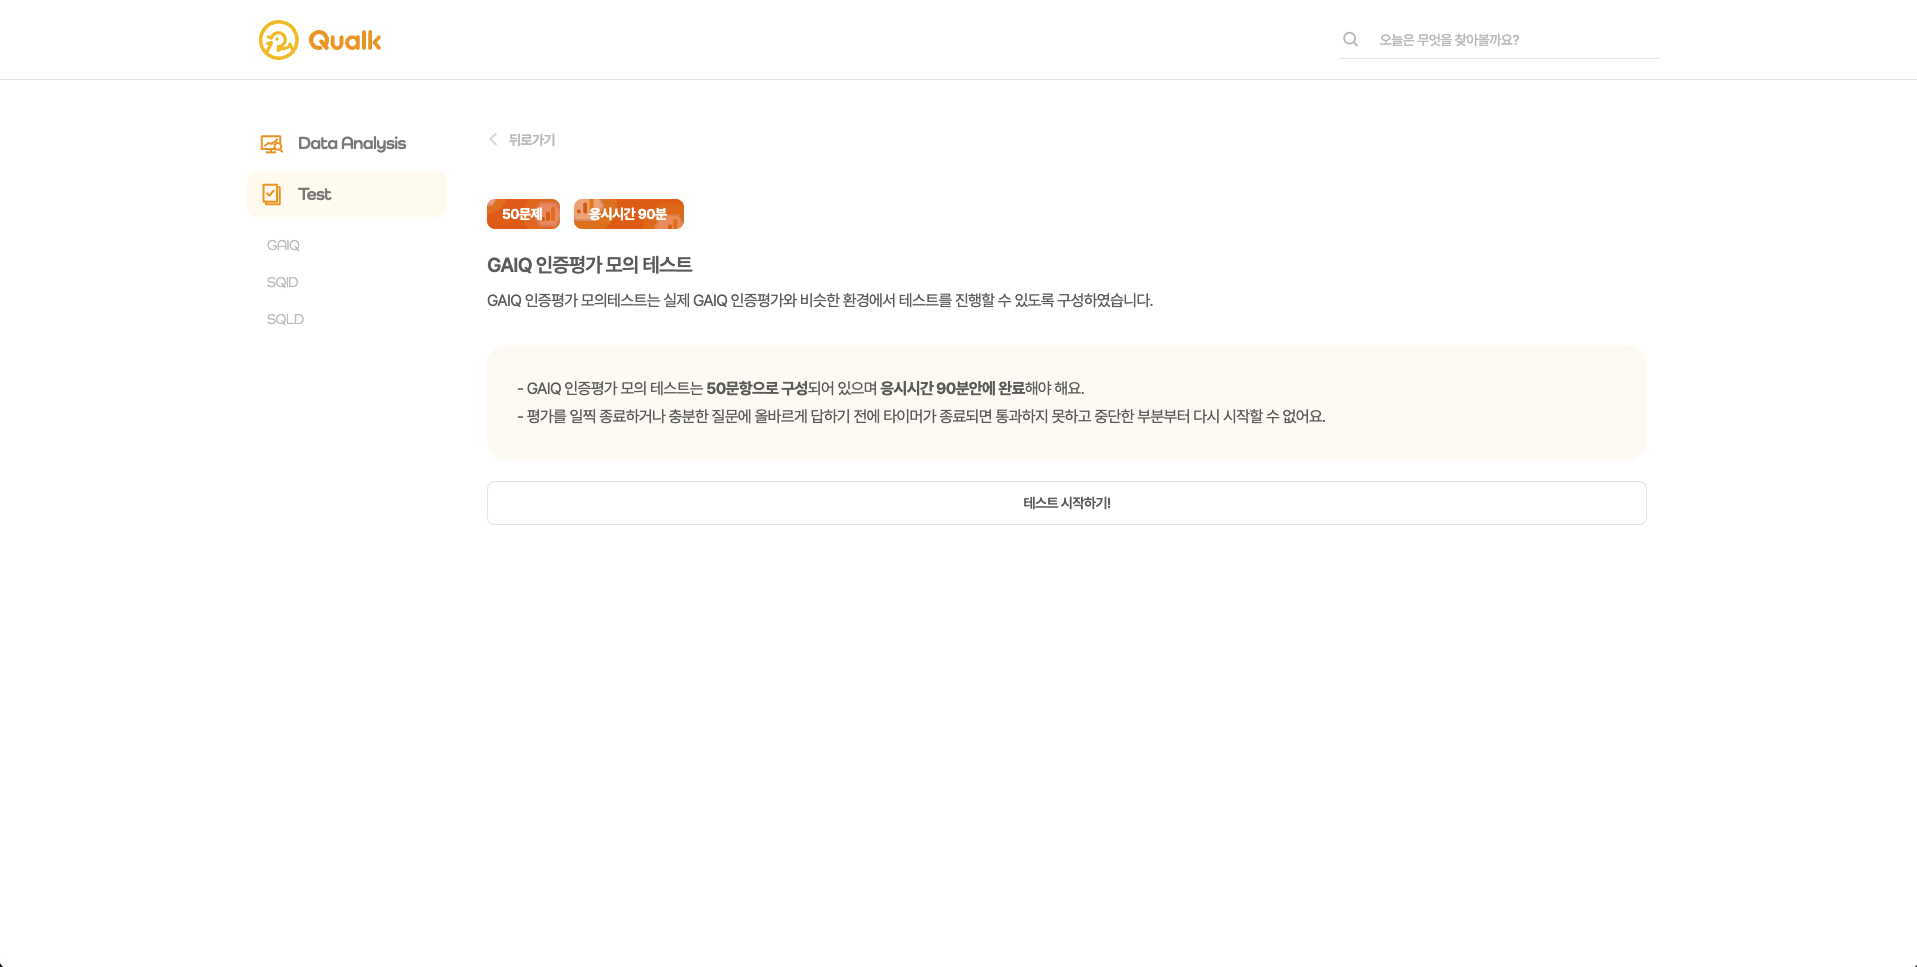 Qualk
오늘은 무엇을 찾아볼까요?
Data Analysis
Test
GAIQ
SQID
SQLD
뒤로가기
50문제
응시시간 90분
GAIQ 인증평가 모의 테스트
GAIQ 인증평가 모의테스트는 실제 GAIQ 인증평가와 비슷한 환경에서 테스트를 진행할 수 있도록 구성하였습니다.
- GAIQ 인증평가 모의 테스트는 50문항으로 구성되어 있으며 응시시간 90분안에 완료해야 해요.
- 평가를 일찍 종료하거나 충분한 질문에 올바르게 답하기 전에 타이머가 종료되면 통과하지 못하고 중단한 부분부터 다시 시작할 수 없어요.
테스트 시작하기!